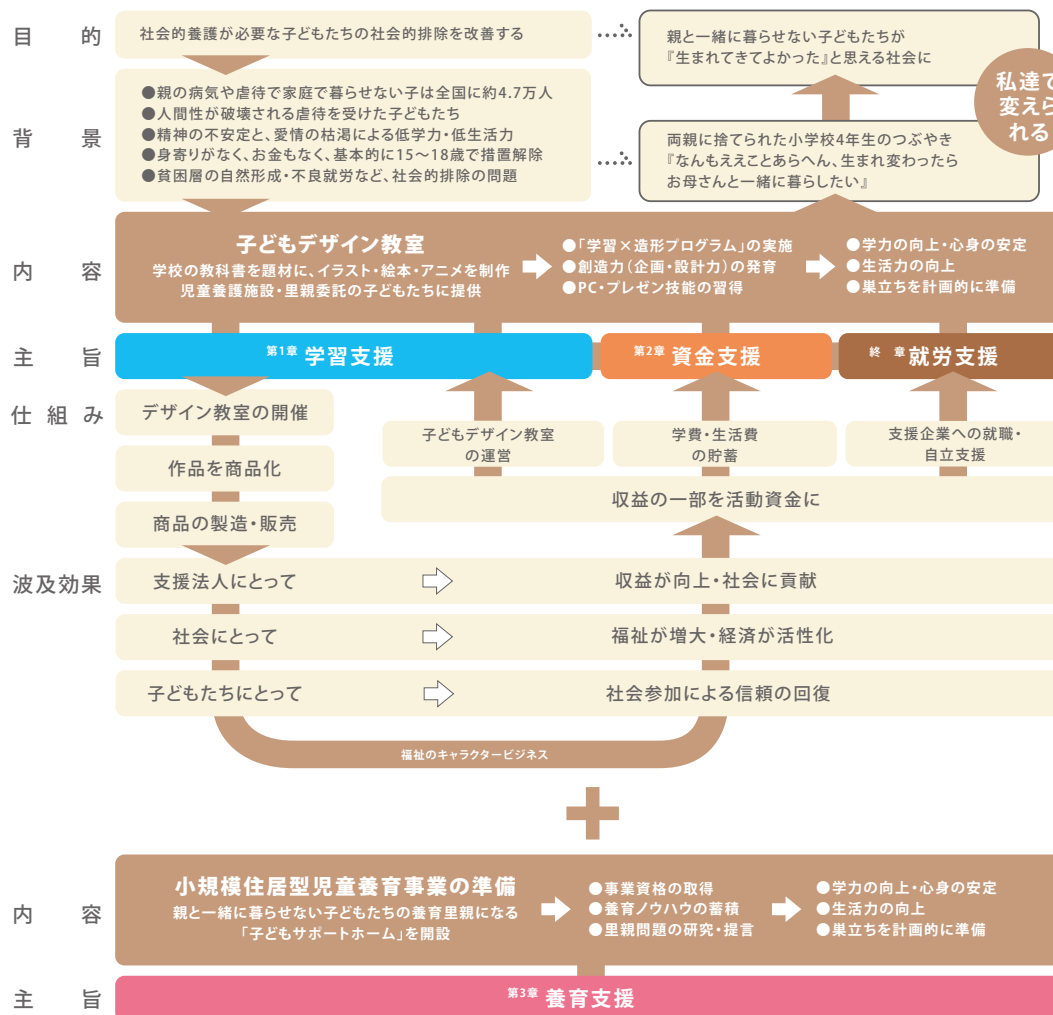 目 的
社会的養護が必要な子どもたちの社会的排除を改善する
親と一緒に暮らせない子どもたちが
『生まれてきてよかった』と思える社会に
私達で
変えら
れる
背 景
●親の病気や虐待で家庭で暮らせない子は全国に約4.7万人
●人間性が破壊される虐待を受けた子どもたち
●精神の不安定と、愛情の枯渇による低学力・低生活力
●身寄りがなく、お金もなく、基本的に15〜18歳で措置解除
●貧困層の自然形成・不良就労など、社会的排除の問題
両親に捨てられた小学校4年生のつぶやき
『なんもええことあらへん、生まれ変わったら
お母さんと一緒に暮らしたい』
内 容
子どもデザイン教室
学校の教科書を題材に、イラスト・絵本・アニメを制作
児童養護施設・里親委託の子どもたちに提供
●「学習×造形プログラム」の実施
●創造力(企画・設計力)の発育
●PC・プレゼン技能の習得
●学力の向上・心身の安定
●生活力の向上
●巣立ちを計画的に準備
主 旨
第1章 学習支援
第2章 資金支援
終 章 就労支援
仕組み
デザイン教室の開催
作品を商品化
商品の製造・販売
子どもデザイン教室
の運営
学費・生活費
の貯蓄
支援企業への就職・
自立支援
収益の一部を活動資金に
波及効果
支援法人にとって
収益が向上・社会に貢献
社会にとって
福祉が増大・経済が活性化
子どもたちにとって
社会参加による信頼の回復
福祉のキャラクタービジネス
内 容
小規模住居型児童養育事業の準備
親と一緒に暮らせない子どもたちの養育里親になる
「子どもサポートホーム」を開設
●事業資格の取得
●養育ノウハウの蓄積
●里親問題の研究・提言
●学力の向上・心身の安定
●生活力の向上
●巣立ちを計画的に準備
主 旨
第3章 養育支援